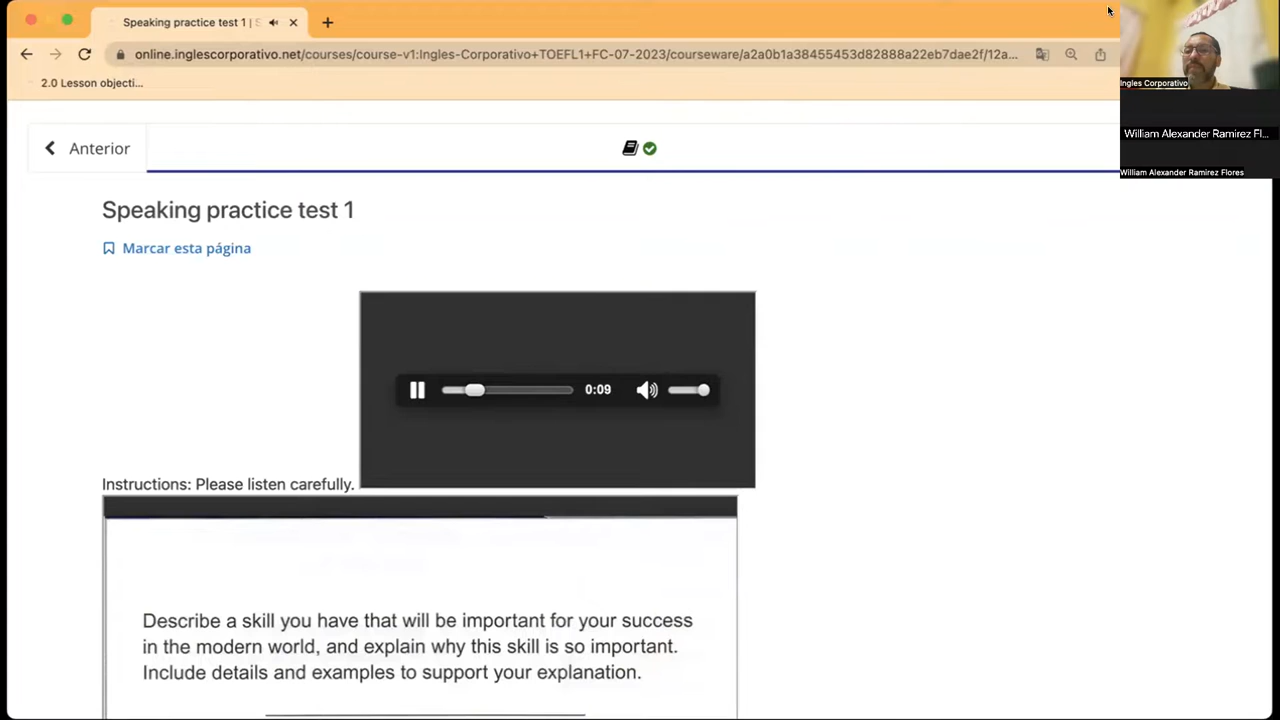 Speaking practice test 1 | S
online.inglescorporativo.net/courses/course-v1:Ingles-Corporativo+TOEFL1+FC-07-2023/courseware/a2a0b1a38455453d82888a22eb7dae2f/12a...
2.0 Lesson objecti...
Ingles Corporativo
William Alexander Ramirez Fl...
William Alexander Ramirez Flores
Anterior
Speaking practice test 1
Marcar esta página
0:09
Instructions: Please listen carefully.
Describe a skill you have that will be important for your success
in the modern world, and explain why this skill is so important.
Include details and examples to support your explanation.